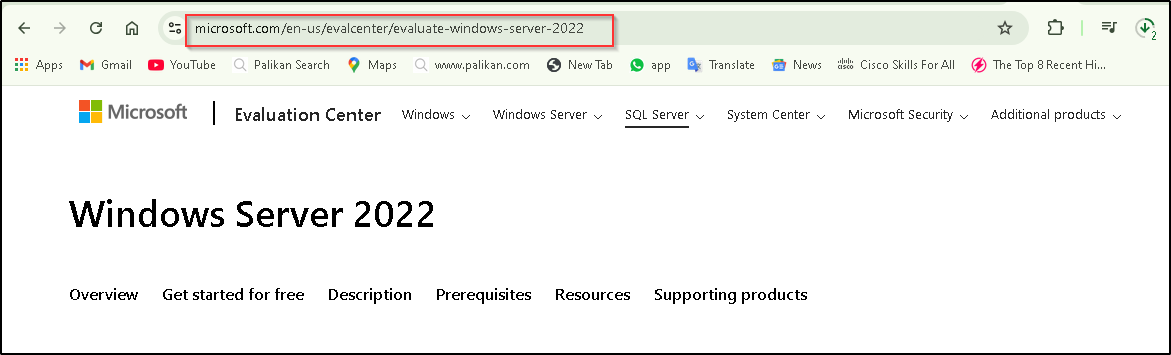 microsoft.com/en-us/evalcenter/evaluate-windows-server-2022
2
Apps Gmail YouTube Palikan Search Maps www.palikan.com New Tab app Translate News Cisco Skills For All The Top 8 Recent Hi...
Microsoft Evaluation Center Windows Windows Server SQL Server System Center Microsoft Security Additional products
Windows Server 2022
Overview Get started for free Description Prerequisites Resources Supporting products